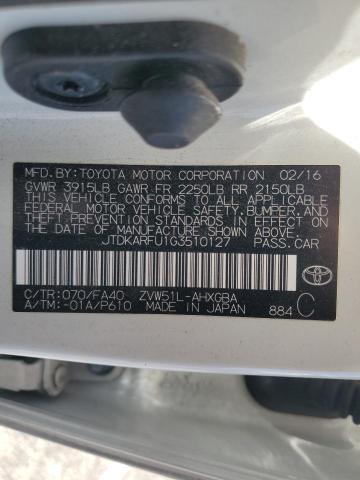 MFD.BY:TOYOTA MOTOR CORPORATION 02/16
GVWR 3915LB GAWR FR 2250LB RR 2150LB
THIS VEHICLE CONFORMS TO ALL APPLICABLE
FEDERAL MOTOR VEHICLE SAFETY, BUMPER, AND
THEFT PREVENTION STANDARDS IN EFFECT ON THE
DATE OF MANUFACTURE SHOWN ABOVE.
JTDKARFU1G3510127 PASS.CAR
C/TR:070/FA40 ZVW51L-AHXGBA
A/TM:-01A/P610 MADE IN JAPAN 884 C
TOYOTA